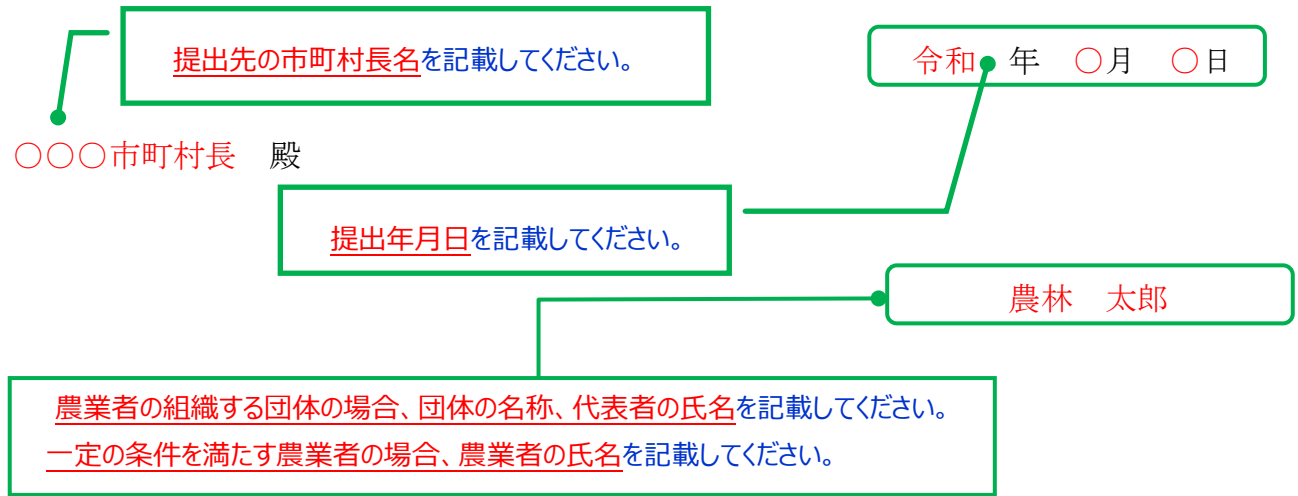 提出先の市町村長名を記載してください。
令和 年 〇月 〇日
〇〇〇市町村長 殿
提出年月日を記載してください。
農林 太郎
農業者の組織する団体の場合、団体の名称、代表者の氏名を記載してください。
一定の条件を満たす農業者の場合、農業者の氏名を記載してください。